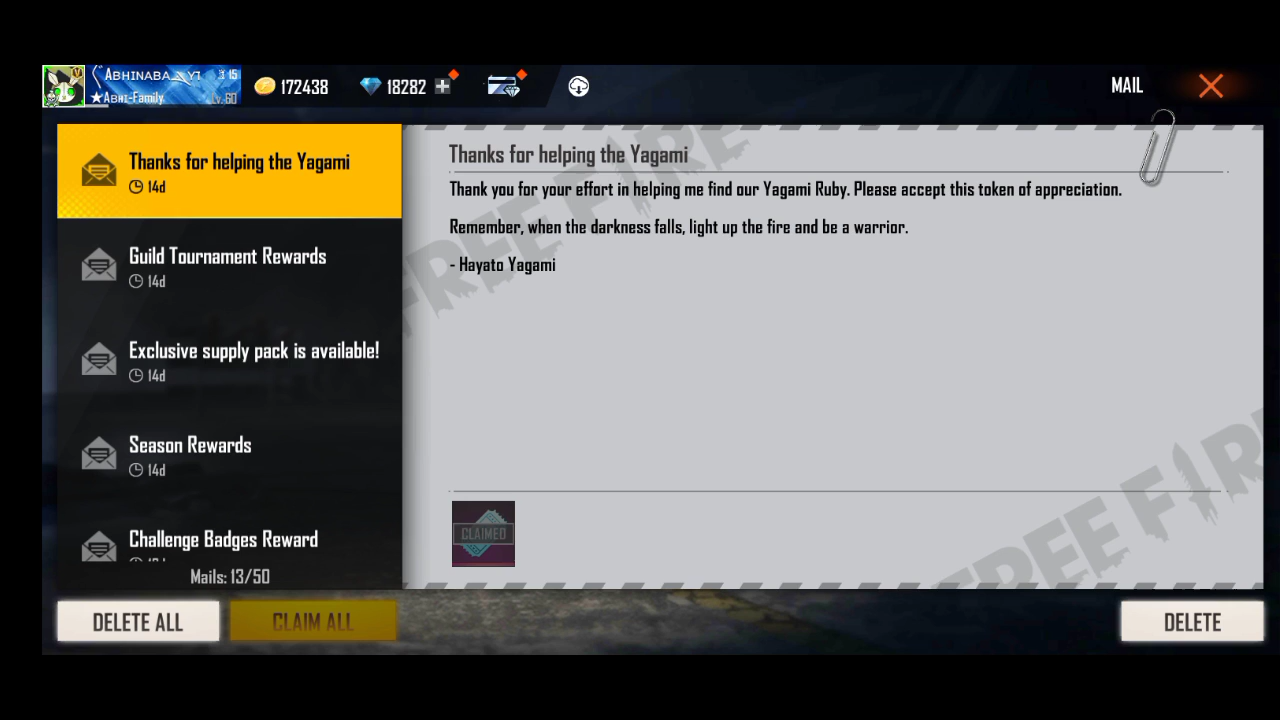 ABHINABA
15
172438
18282
MAIL
★ABHI-FAMILY
Lv. 60
Thanks for helping the Yagami
14d
Guild Tournament Rewards
14d
Exclusive supply pack is available!
14d
Season Rewards
14d
Challenge Badges Reward
Mails: 13/50
DELETE ALL
CLAIM ALL
Thanks for helping the Yagami
Thank you for your effort in helping me find our Yagami Ruby. Please accept this token of appreciation.
Remember, when the darkness falls, light up the fire and be a warrior.
- Hayato Yagami
FREE FIRE
FREE FIRE
CLAIMED
DELETE